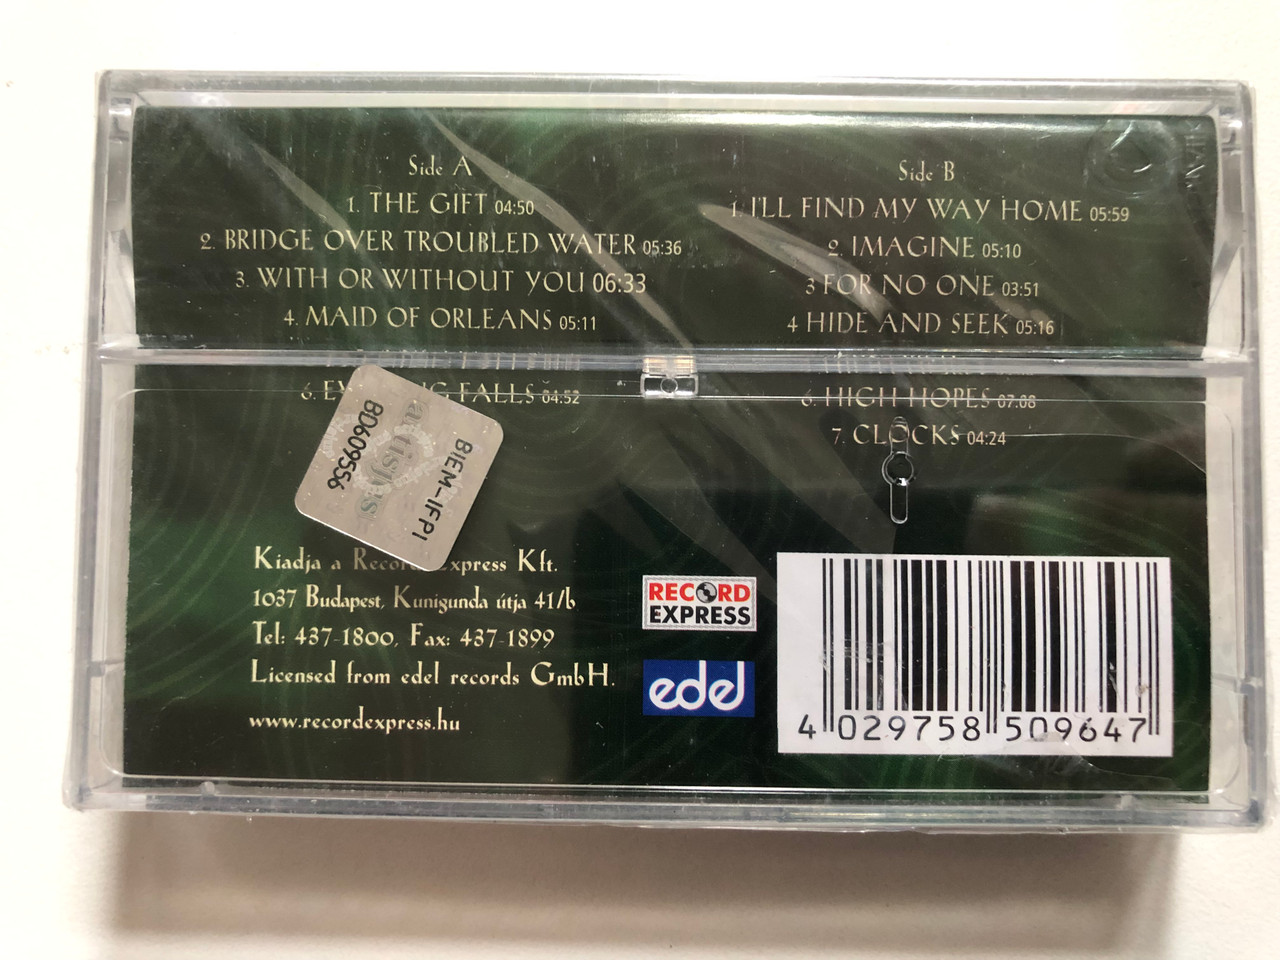 Side A
1. THE GIFT 04:50
2. BRIDGE OVER TROUBLED WATER 05:36
3. WITH OR WITHOUT YOU 06:33
4. MAID OF ORLEANS 05:11
6. FALLS 04:52
Side B
1. I'LL FIND MY WAY HOME 05:59
2. IMAGINE 05:10
3 FOR NO ONE 03:51
4 HIDE AND SEEK 05:16
6. HIGH HOPES 07:08
7. CLOCKS 04:24
BIEM-IFPI
artisjus
BD609556
Kiadja a Record Express Kft.
1037 Budapest, Kunigunda útja 41/b
Tel: 437-1800, Fax: 437-1899
Licensed from edel records GmbH.
www.recordexpress.hu
RECORD
EXPRESS
edel
4 029758 509647